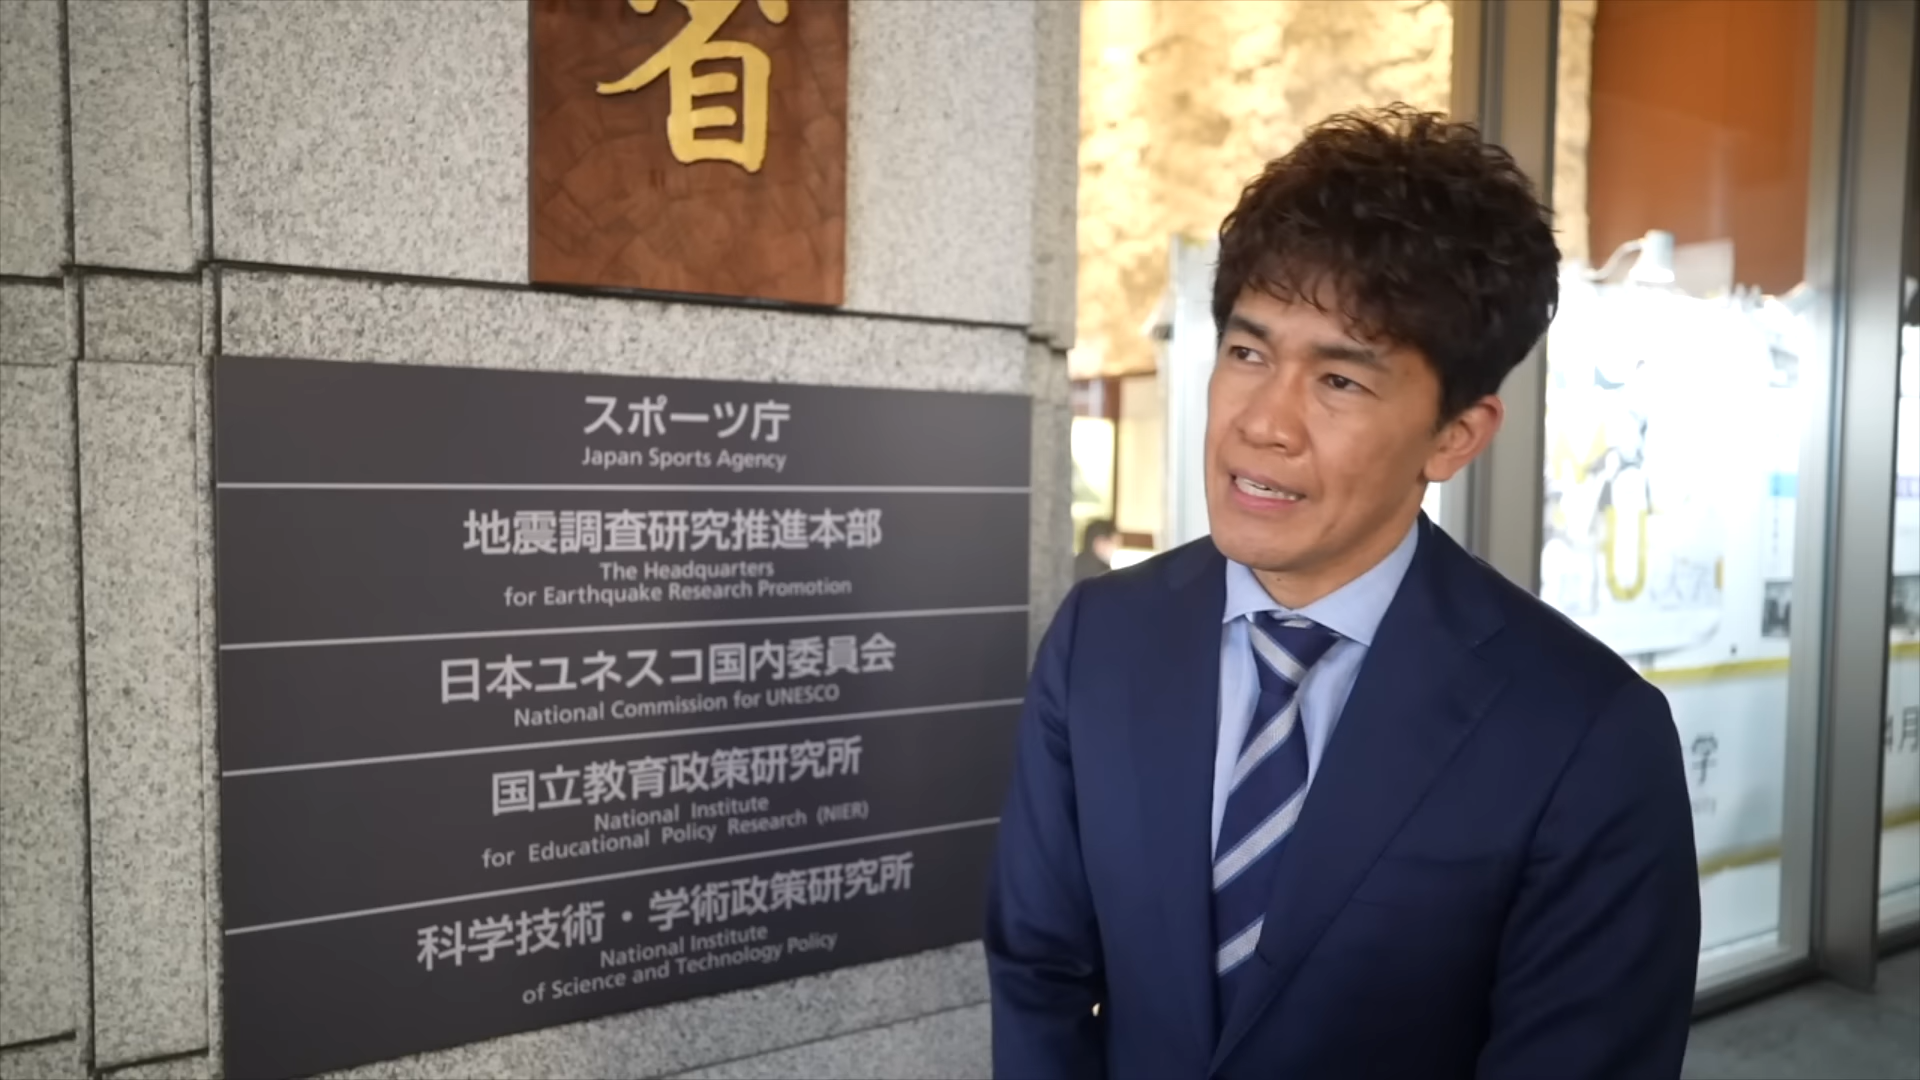 省
スポーツ庁
Japan Sports Agency
地震調査研究推進本部
The Headquarters
for Earthquake Research Promotion
日本ユネスコ国内委員会
National Commission for UNESCO
国立教育政策研究所
National Institute
for Educational Policy Research (NIER)
科学技術・学術政策研究所
National Institute
of Science and Technology Policy
学
月